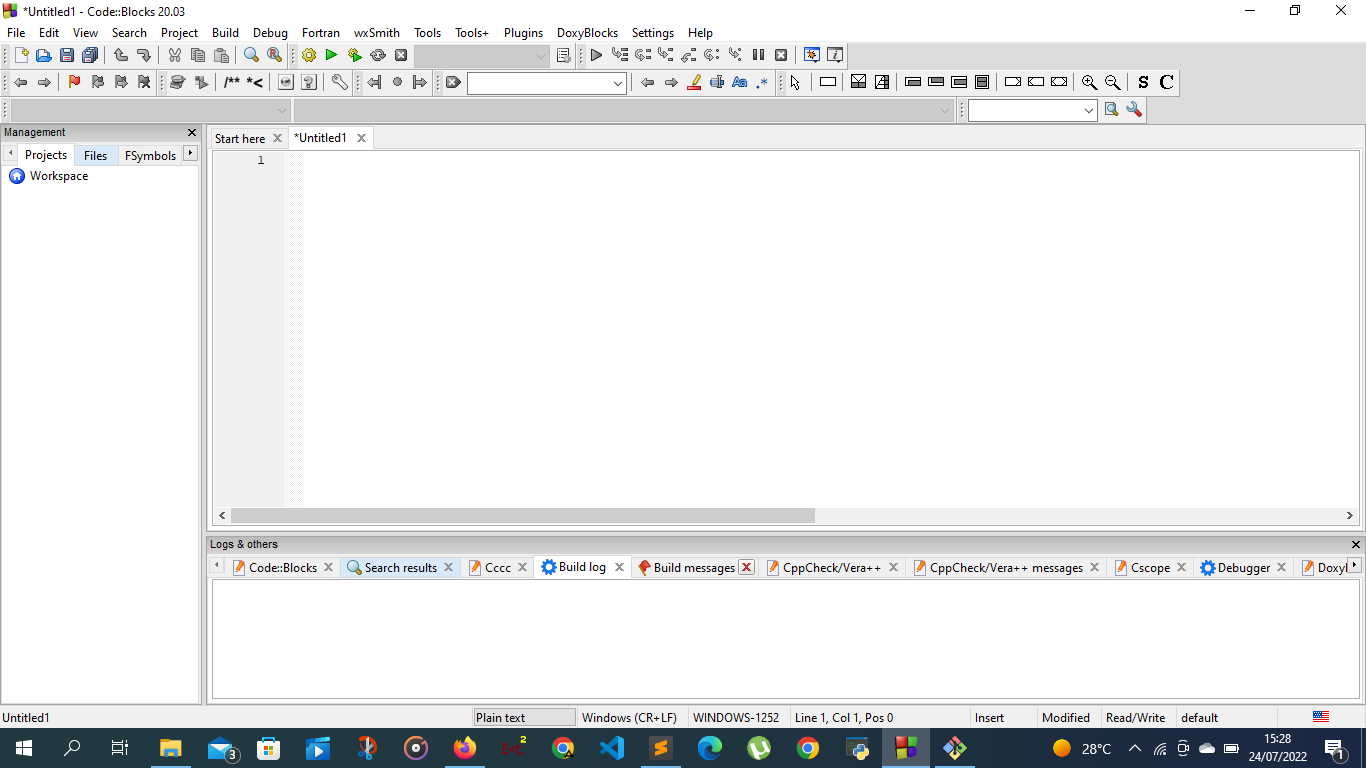 *Untitled1 - Code::Blocks 20.03
File Edit View Search Project Build Debug Fortran wxSmith Tools Tools+ Plugins DoxyBlocks Settings Help
/** *<
Aa .*
S C
Management
Start here *Untitled1
Projects Files FSymbols
1
Workspace
Logs & others
Code::Blocks Search results Cccc Build log Build messages CppCheck/Vera++ CppCheck/Vera++ messages Cscope Debugger
Untitled1 Plain text Windows (CR+LF) WINDOWS-1252 Line 1, Col 1, Pos 0 Insert Modified Read/Write default
3
28°C
15:28
24/07/2022
1